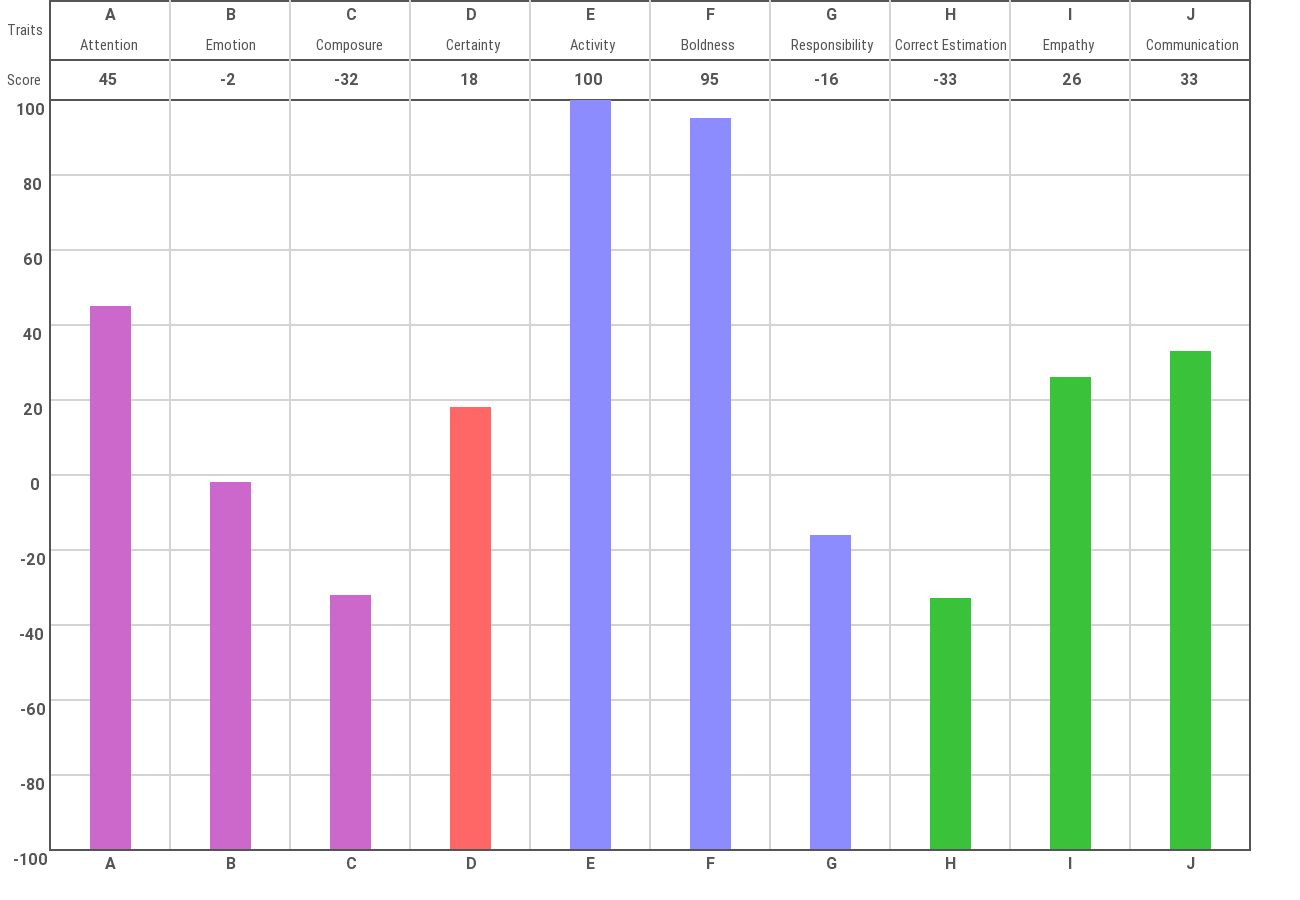 A B C D E F G H I J
Traits
Attention Emotion Composure Certainty Activity Boldness Responsibility Correct Estimation Empathy Communication
Score 45 -2 -32 18 100 95 -16 -33 26 33
100
80
60
40
20
0
-20
-40
-60
-80
-100
A B C D E F G H I J